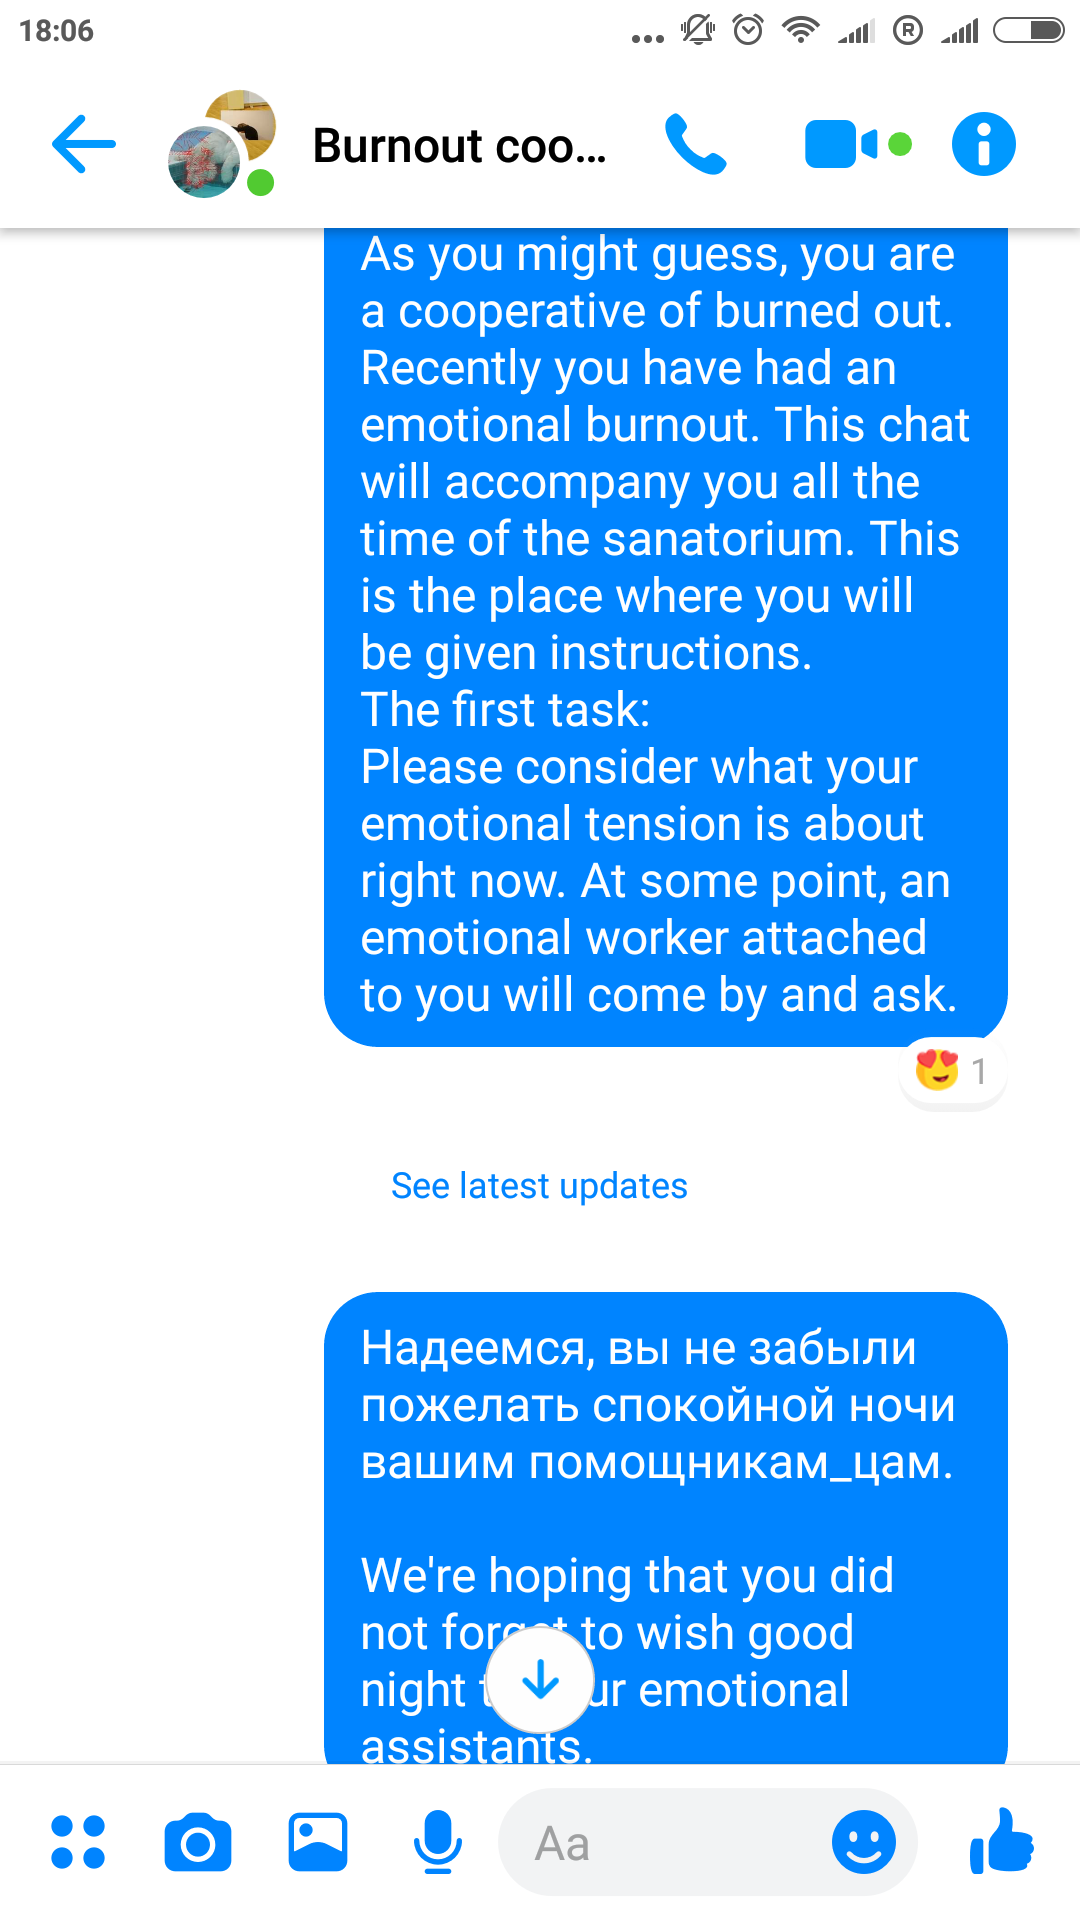 18:06
R
Burnout coo...
As you might guess, you are
a cooperative of burned out.
Recently you have had an
emotional burnout. This chat
will accompany you all the
time of the sanatorium. This
is the place where you will
be given instructions.
The first task:
Please consider what your
emotional tension is about
right now. At some point, an
emotional worker attached
to you will come by and ask.
1
See latest updates
Надеемся, вы не забыли
пожелать спокойной ночи
вашим помощникам_цам.
We're hoping that you did
not forget to wish good
night emotional
assistants.
Aa